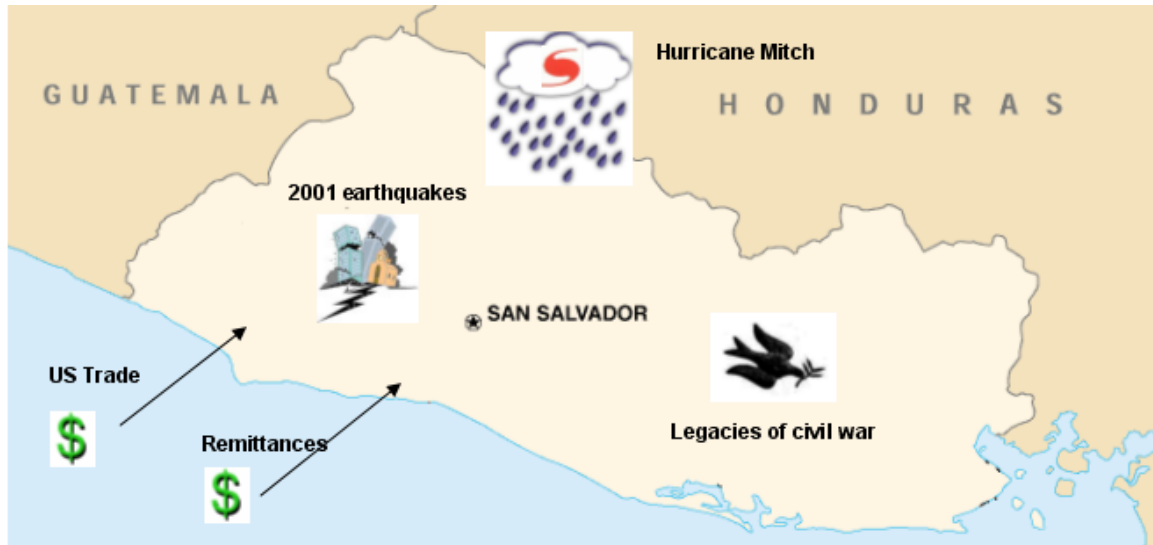 Hurricane Mitch
GUATEMALA
HONDURAS
2001 earthquakes
SAN SALVADOR
US Trade
$
Legacies of civil war
Remittances
$